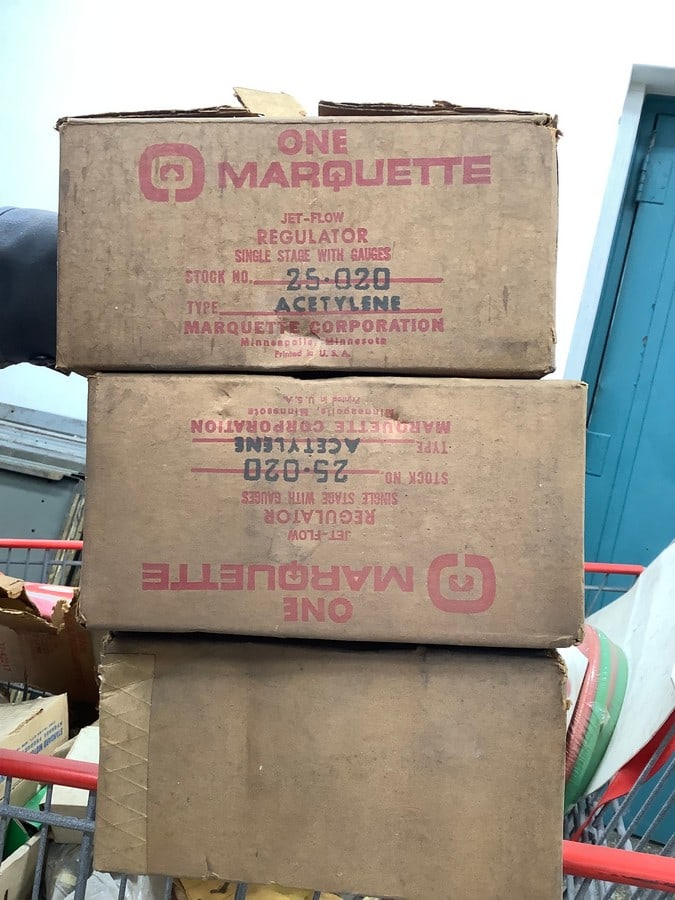 ONE
MARQUETTE
JET-FLOW
REGULATOR
SINGLE STAGE WITH GAUGES
STOCK NO. 25-020
TYPE ACETYLENE
MARQUETTE CORPORATION
Minneapolis, Minnesota
Printed in U. S. A.
ONE
MARQUETTE
JET-FLOW
REGULATOR
SINGLE STAGE WITH GAUGES
STOCK NO. 25-020
TYPE ACETYLENE
MARQUETTE CORPORATION
Minneapolis, Minnesota
Printed in U. S. A.